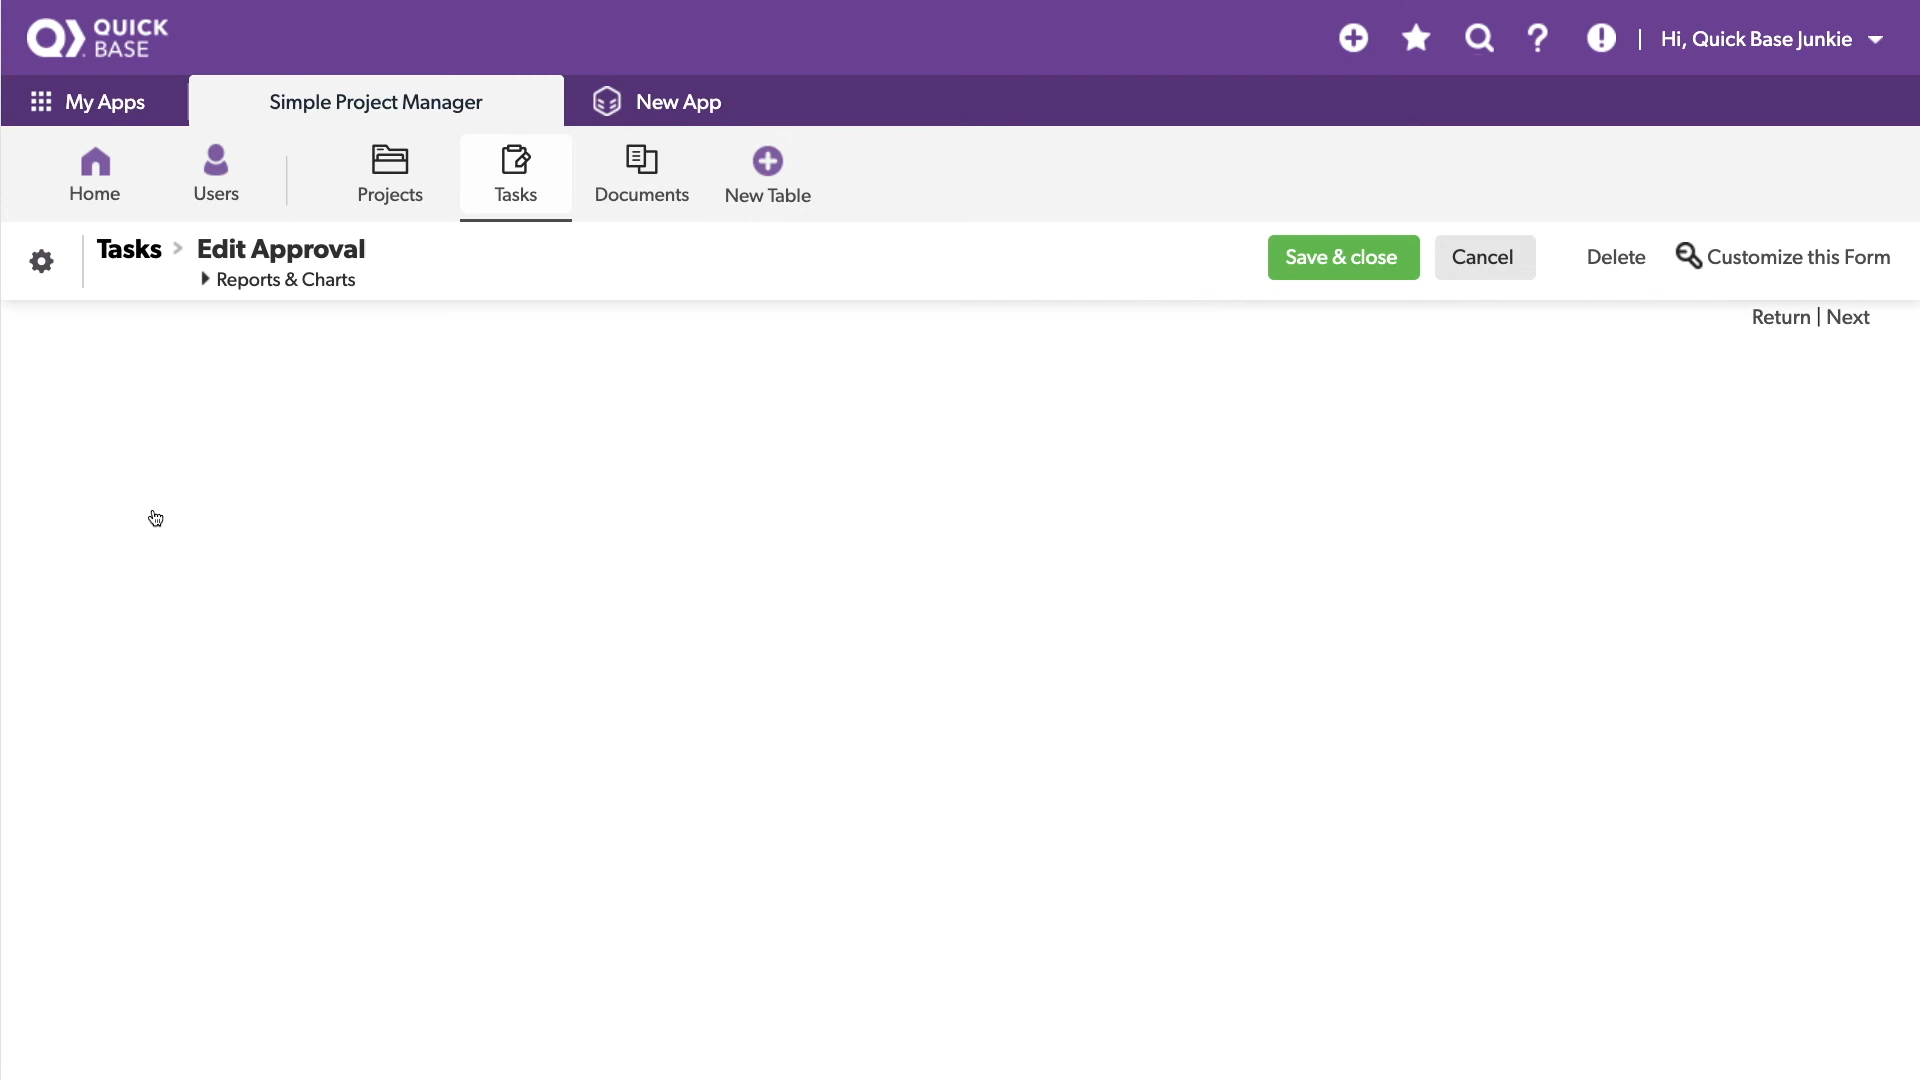 QUICK
BASE
Hi, Quick Base Junkie
My Apps
Simple Project Manager
New App
Home
Users
Projects
Tasks
Documents
New Table
Tasks > Edit Approval
Reports & Charts
Save & close
Cancel
Delete
Customize this Form
Return | Next